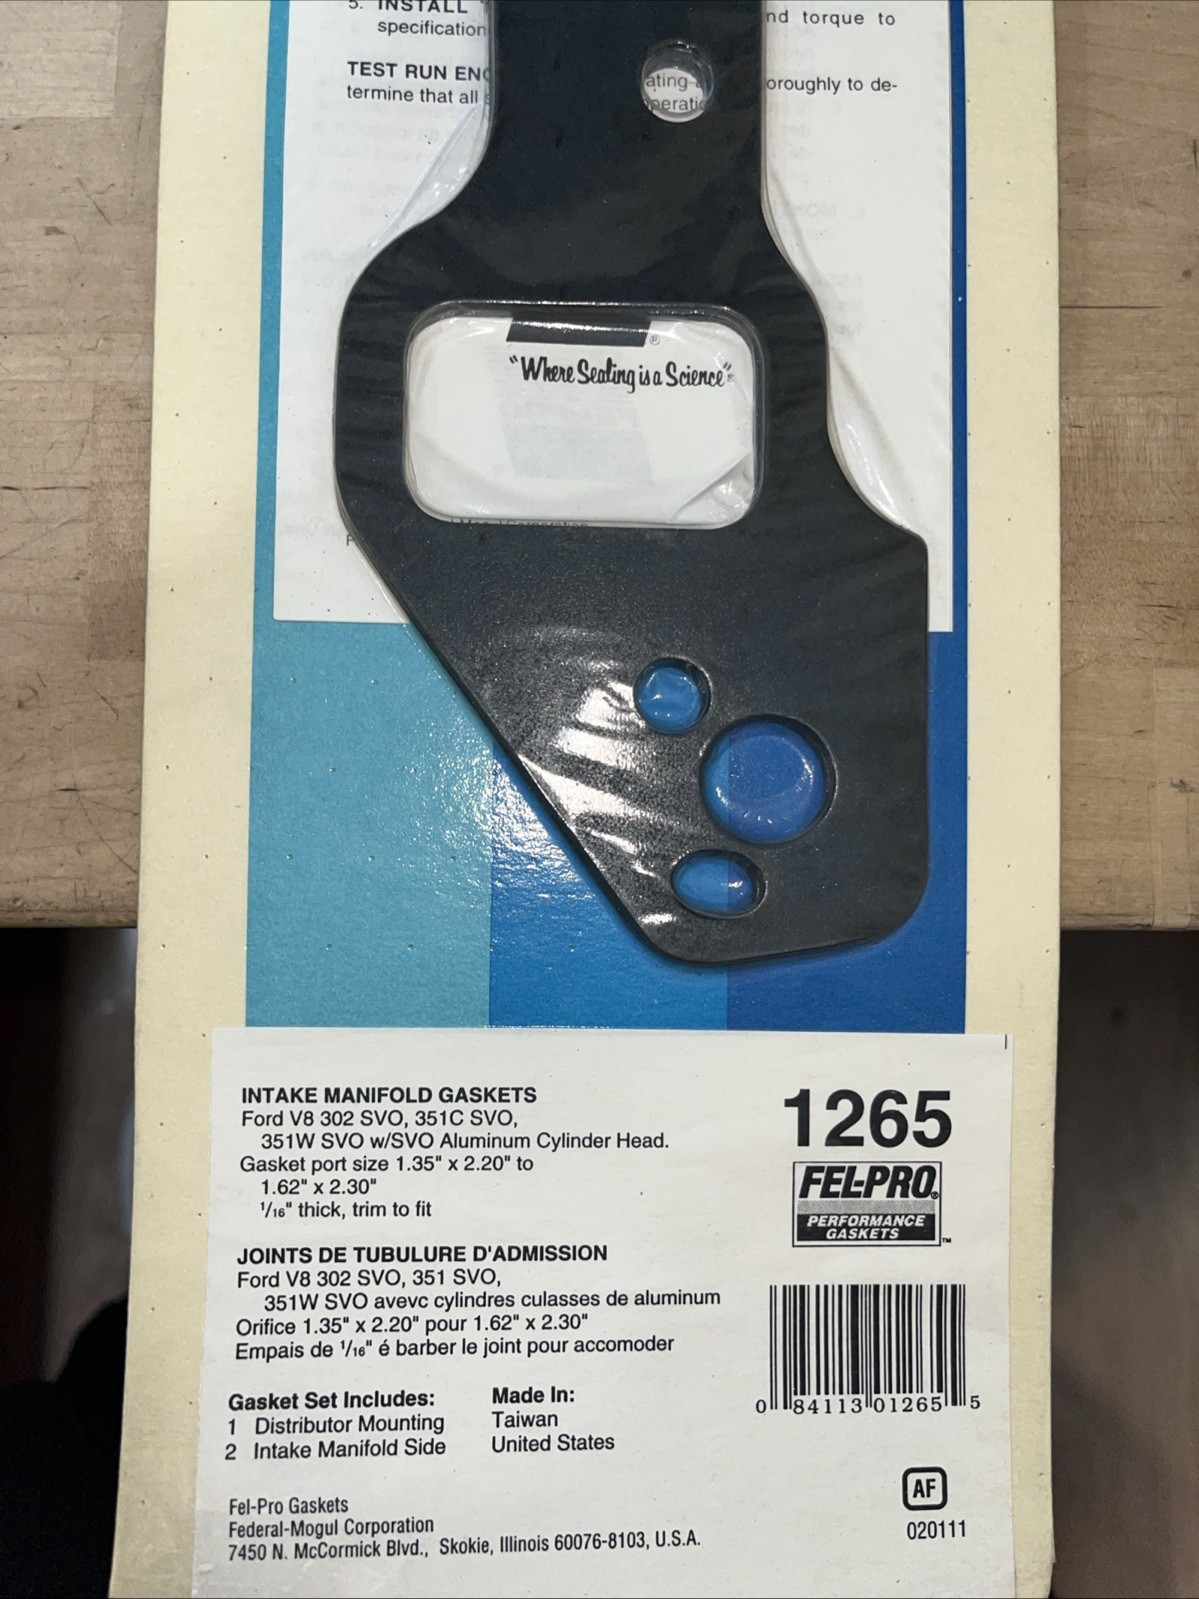 5. INSTALL
nd torque to
specification
TEST RUN EN
ating
oroughly to de-
termine that all
operatio
"Where Sealing is a Science"®
INTAKE MANIFOLD GASKETS
Ford V8 302 SVO, 351C SVO,
351W SVO w/SVO Aluminum Cylinder Head.
Gasket port size 1.35" x 2.20" to
1.62" x 2.30"
1/16" thick, trim to fit
1265
FEL-PRO®
PERFORMANCE
GASKETS™
JOINTS DE TUBULURE D'ADMISSION
Ford V8 302 SVO, 351 SVO,
351W SVO avevc cylindres culasses de aluminum
Orifice 1.35" x 2.20" pour 1.62" x 2.30"
Empais de 1/16" é barber le joint pour accomoder
Gasket Set Includes:
1 Distributor Mounting
2 Intake Manifold Side
Made In:
Taiwan
United States
0 84113 01265 5
Fel-Pro Gaskets
Federal-Mogul Corporation
7450 N. McCormick Blvd., Skokie, Illinois 60076-8103, U.S.A.
AF
020111